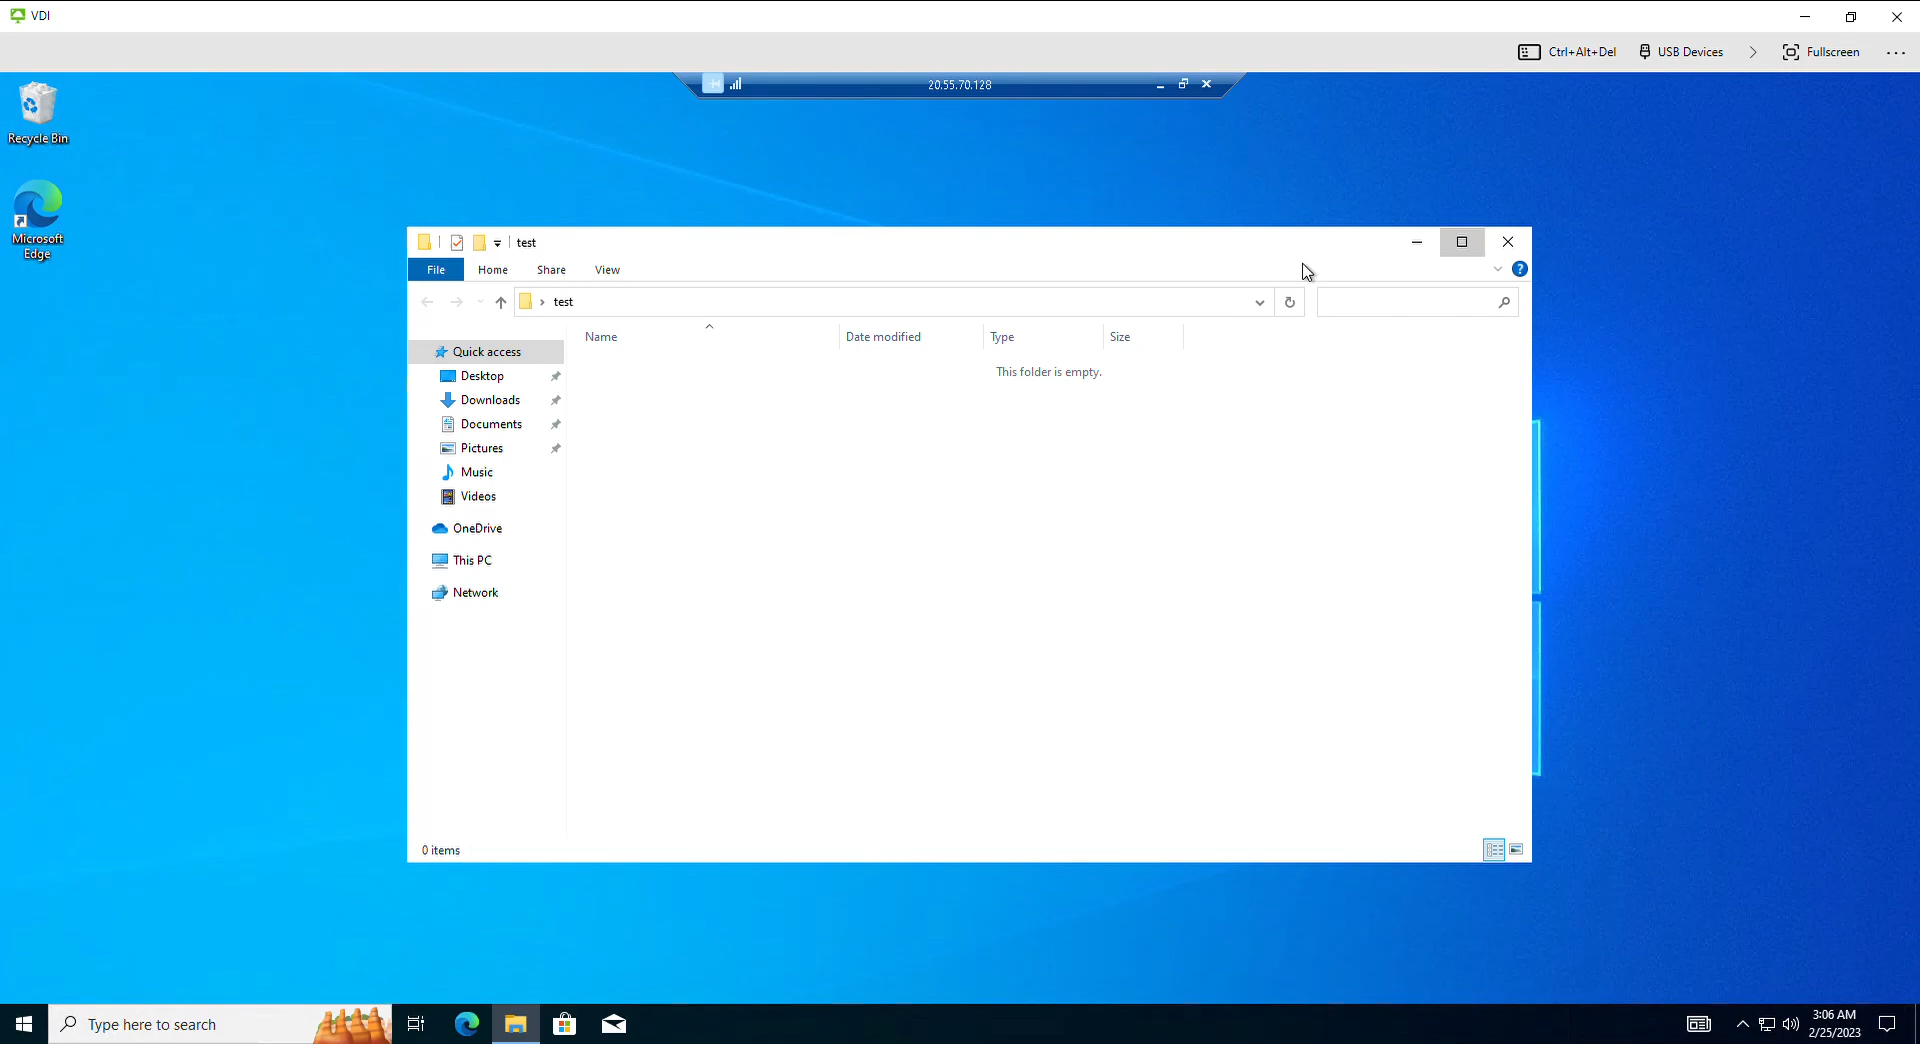 VDI
Ctrl+Alt+Del
USB Devices
Fullscreen
20.55.70.128
Recycle Bin
Microsoft
Edge
test
File
Home
Share
View
test
Name
Date modified
Type
Size
This folder is empty.
Quick access
Desktop
Downloads
Documents
Pictures
Music
Videos
OneDrive
This PC
Network
0 items
Type here to search
3:06 AM
2/25/2023